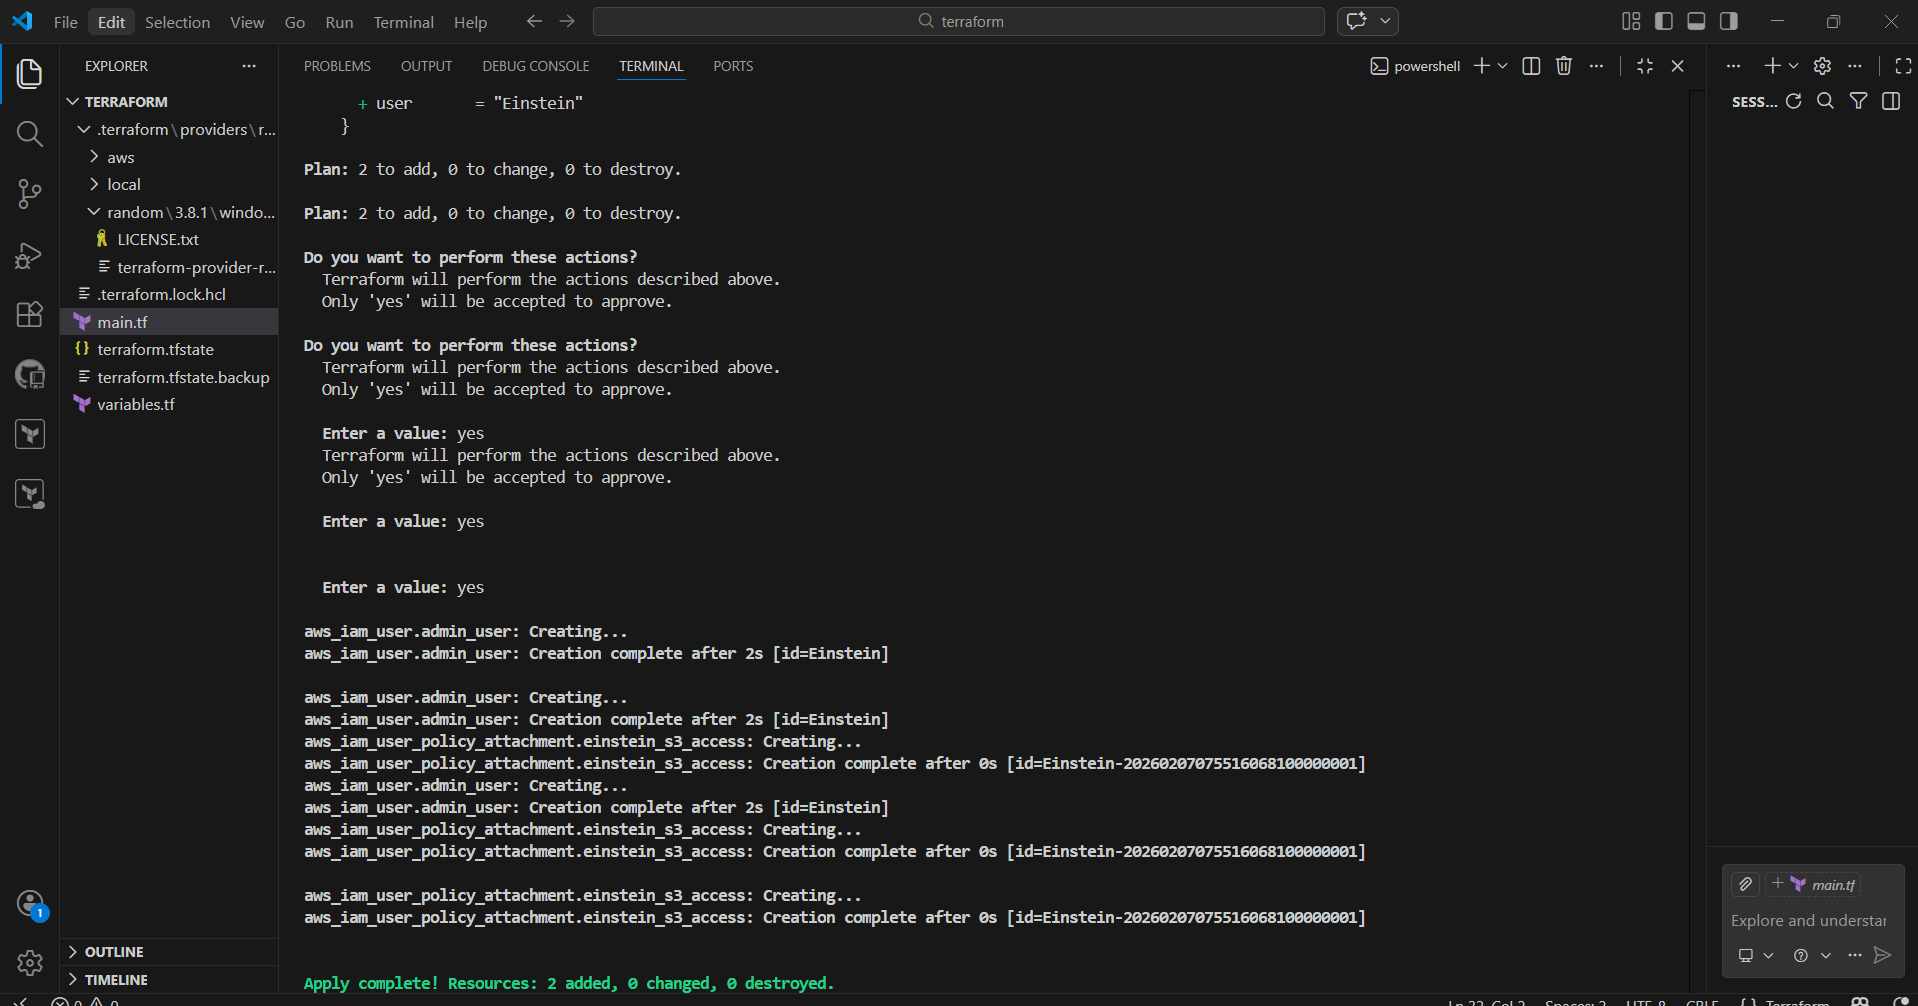 File Edit Selection View Go Run Terminal Help
terraform
EXPLORER
TERRAFORM
.terraform\providers\r...
aws
local
random\3.8.1\windo...
LICENSE.txt
terraform-provider-r...
.terraform.lock.hcl
main.tf
terraform.tfstate
terraform.tfstate.backup
variables.tf
OUTLINE
TIMELINE
1
PROBLEMS OUTPUT DEBUG CONSOLE TERMINAL PORTS
powershell
+ user = "Einstein"
}
Plan: 2 to add, 0 to change, 0 to destroy.
Plan: 2 to add, 0 to change, 0 to destroy.
Do you want to perform these actions?
Terraform will perform the actions described above.
Only 'yes' will be accepted to approve.
Do you want to perform these actions?
Terraform will perform the actions described above.
Only 'yes' will be accepted to approve.
Enter a value: yes
Terraform will perform the actions described above.
Only 'yes' will be accepted to approve.
Enter a value: yes
Enter a value: yes
aws_iam_user.admin_user: Creating...
aws_iam_user.admin_user: Creation complete after 2s [id=Einstein]
aws_iam_user.admin_user: Creating...
aws_iam_user.admin_user: Creation complete after 2s [id=Einstein]
aws_iam_user_policy_attachment.einstein_s3_access: Creating...
aws_iam_user_policy_attachment.einstein_s3_access: Creation complete after 0s [id=Einstein-20260207075516068100000001]
aws_iam_user.admin_user: Creating...
aws_iam_user.admin_user: Creation complete after 2s [id=Einstein]
aws_iam_user_policy_attachment.einstein_s3_access: Creating...
aws_iam_user_policy_attachment.einstein_s3_access: Creation complete after 0s [id=Einstein-20260207075516068100000001]
aws_iam_user_policy_attachment.einstein_s3_access: Creating...
aws_iam_user_policy_attachment.einstein_s3_access: Creation complete after 0s [id=Einstein-20260207075516068100000001]
Apply complete! Resources: 2 added, 0 changed, 0 destroyed.
SESS...
main.tf
Explore and understan
0 0
Spaces: 2 UTF-8 CRLF {} Terraform